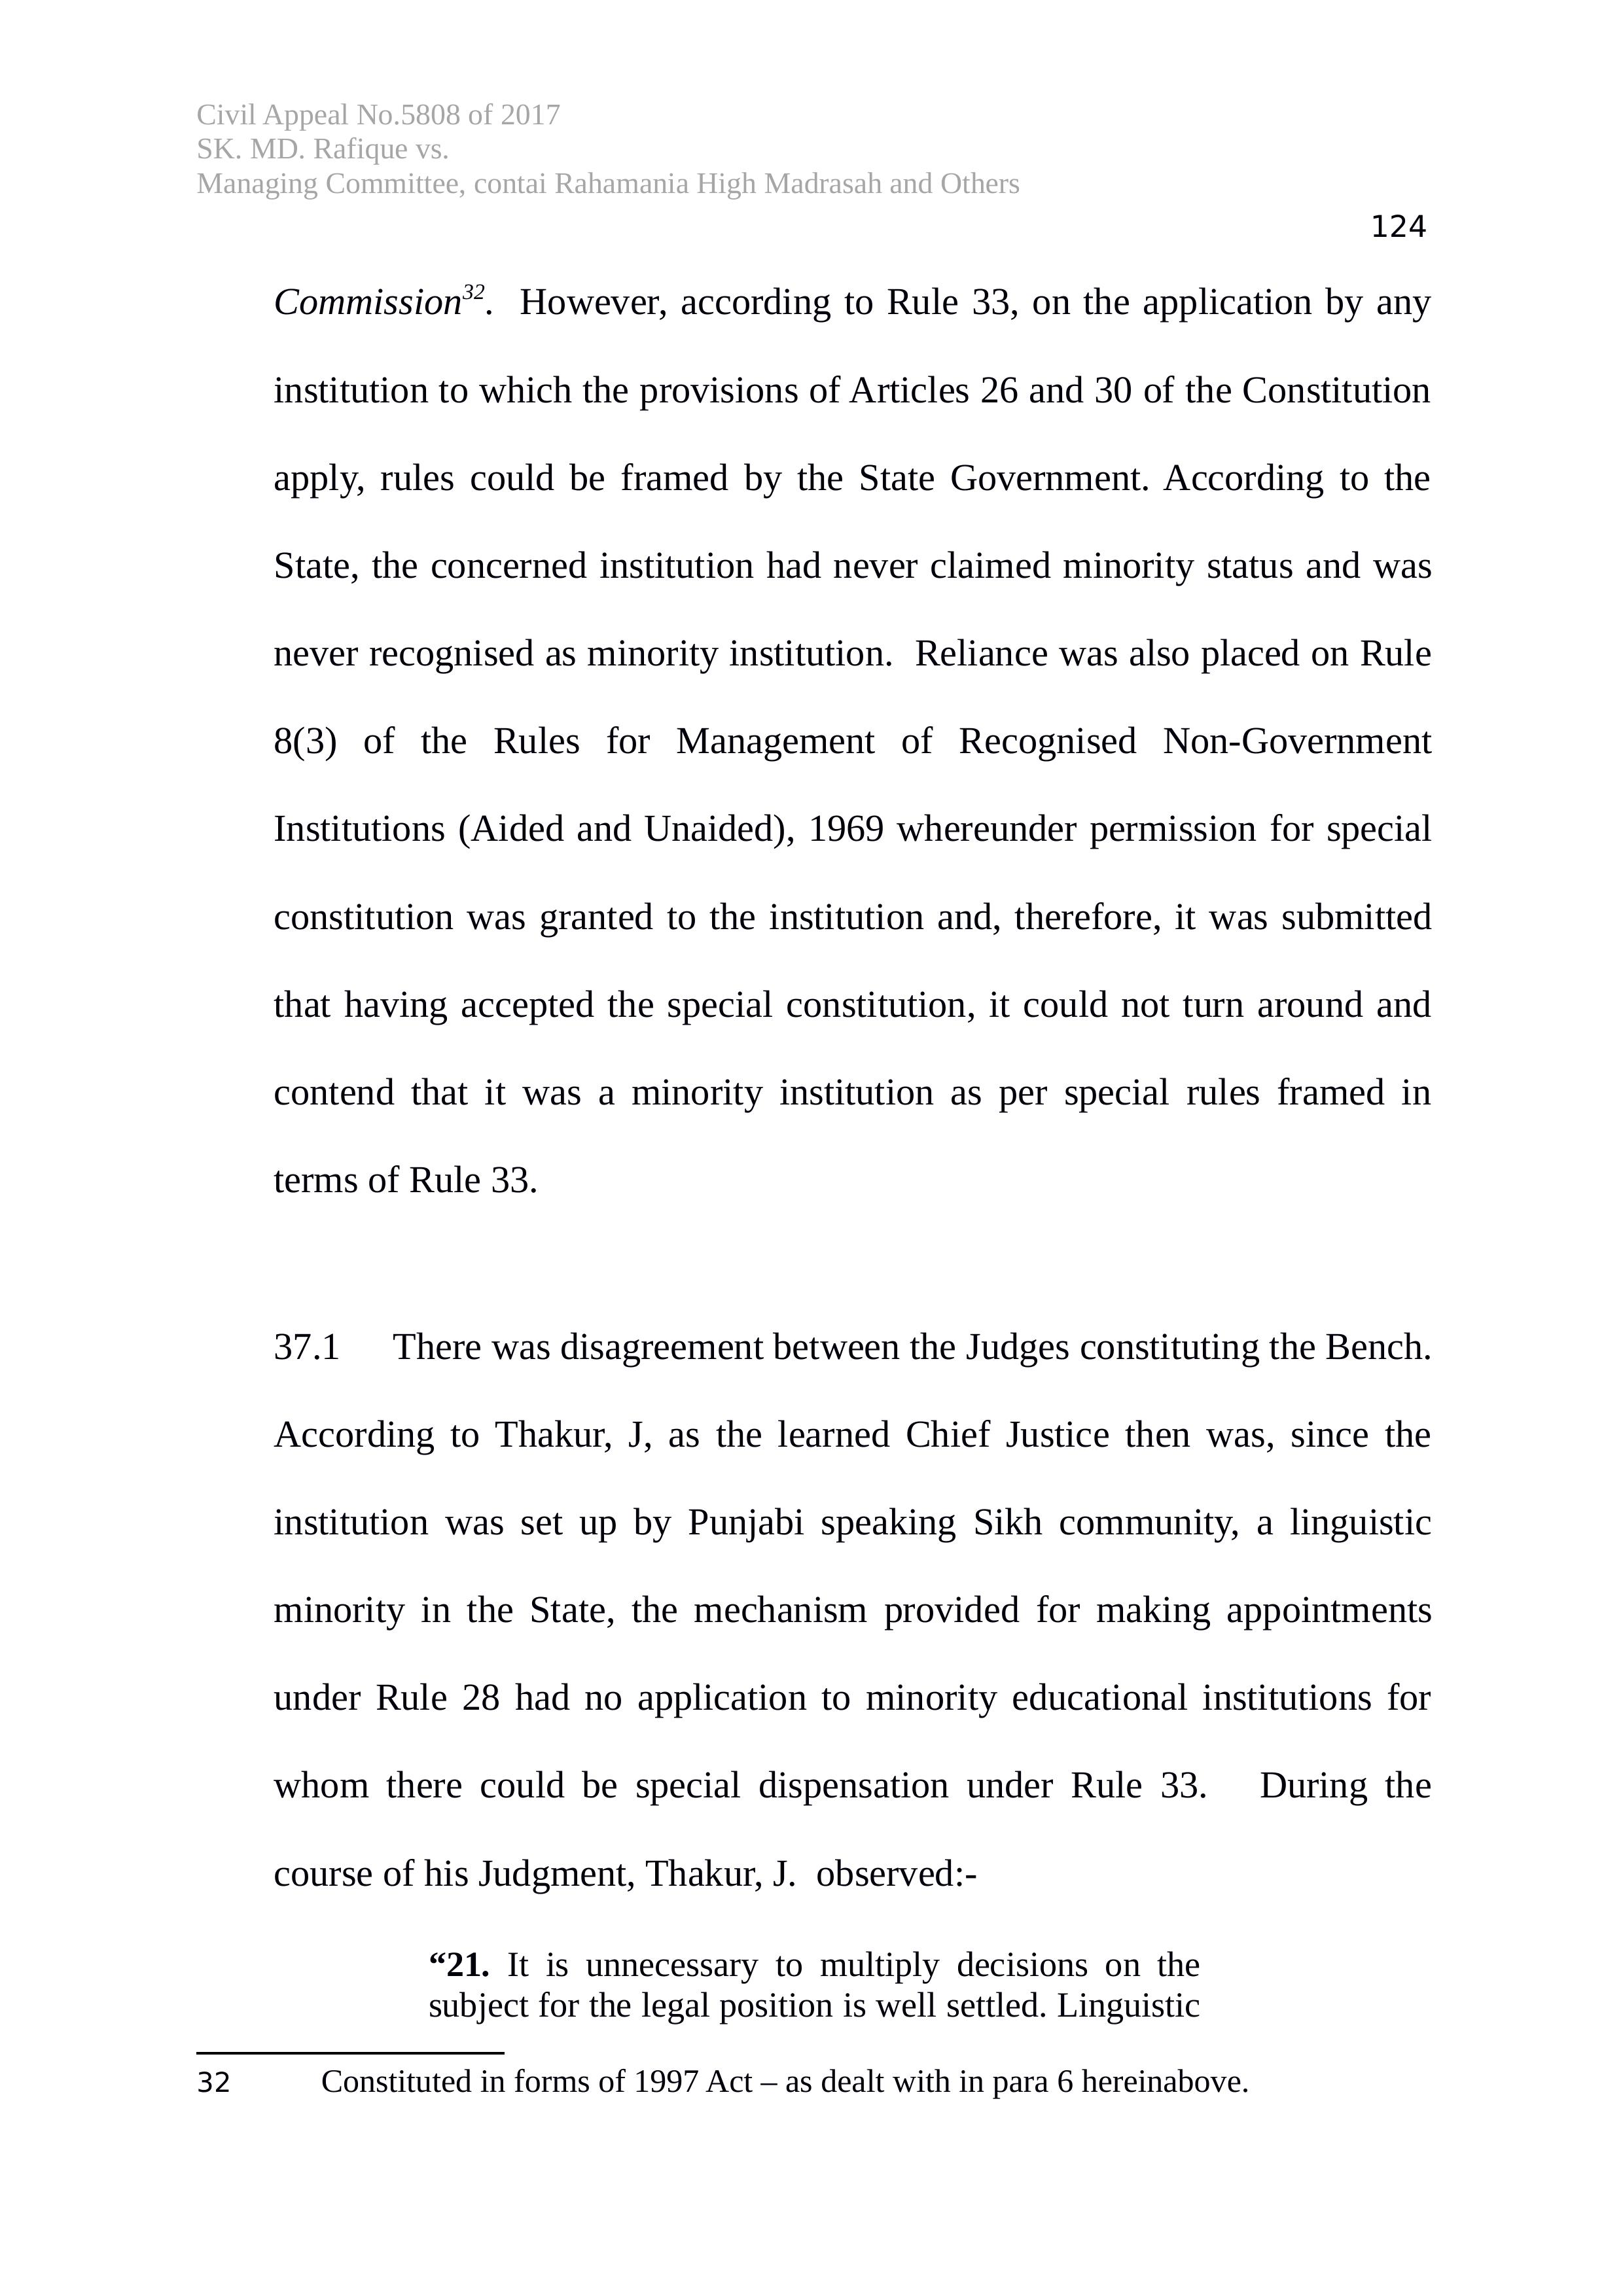 Civil Appeal No.5808 of 2017
SK. MD. Rafique vs.
Managing Committee, contai Rahamania High Madrasah and Others
124
Commission32.  However, according to Rule 33, on the application by any
institution to which the provisions of Articles 26 and 30 of the Constitution
apply, rules could be framed by the State Government. According to the
State, the concerned institution had never claimed minority status and was
never recognised as minority institution.  Reliance was also placed on Rule
8(3) of the Rules for Management of Recognised Non-Government
Institutions (Aided and Unaided), 1969 whereunder permission for special
constitution was granted to the institution and, therefore, it was submitted
that having accepted the special constitution, it could not turn around and
contend that it was a minority institution as per special rules framed in
terms of Rule 33.
37.1 There was disagreement between the Judges constituting the Bench.
According to Thakur, J, as the learned Chief Justice then was, since the
institution was set up by Punjabi speaking Sikh community, a linguistic
minority in the State, the mechanism provided for making appointments
under Rule 28 had no application to minority educational institutions for
whom there could be special dispensation under Rule 33.   During the
course of his Judgment, Thakur, J.  observed:-
“21. It is unnecessary to multiply decisions on the
subject for the legal position is well settled. Linguistic
32 Constituted in forms of 1997 Act – as dealt with in para 6 hereinabove.